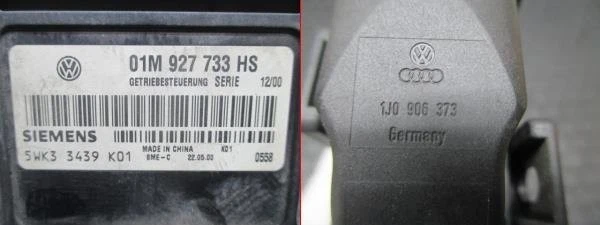 01M 927 733 HS
GETRIEBESTEUERUNG SERIE 12/00
SIEMENS
MADE IN CHINA K01
5WK3 3439 K01 BME-C 22.05.03 0558
1J0 906 373
Germany